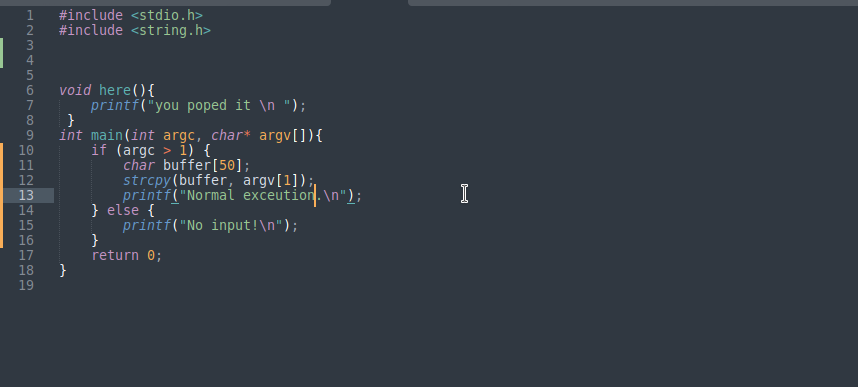 1 #include <stdio.h>
2 #include <string.h>
3
4
5
6 void here(){
7     printf("you poped it \n ");
8  }
9 int main(int argc, char* argv[]){
10     if (argc > 1) {
11         char buffer[50];
12         strcpy(buffer, argv[1]);
13         printf("Normal exceution.\n");
14     } else {
15         printf("No input!\n");
16     }
17     return 0;
18 }
19